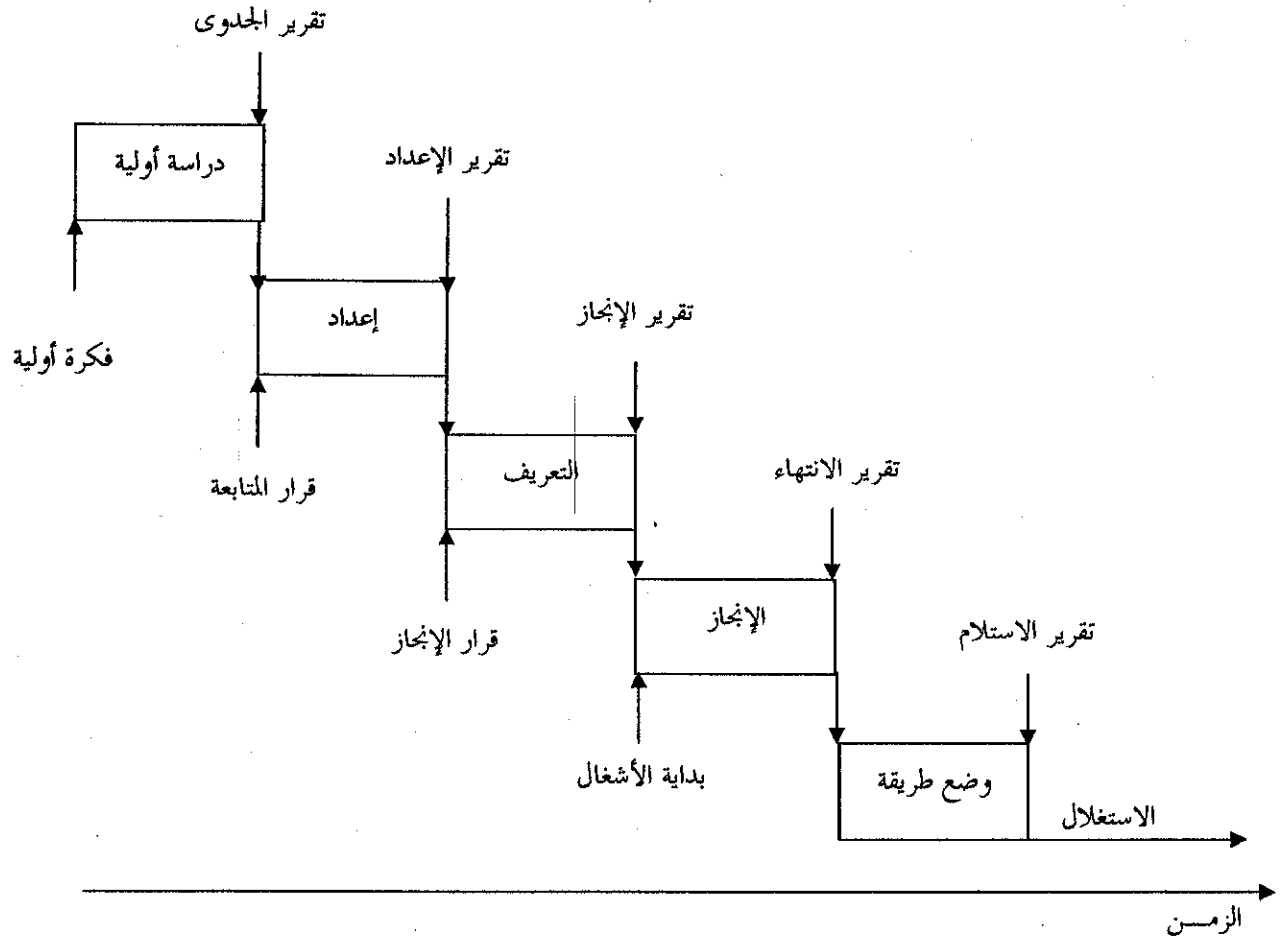 تقرير الجدوى
دراسة أولية
تقرير الإعداد
فكرة أولية
إعداد
تقرير الإنجاز
قرار المتابعة
التعريف
تقرير الانتهاء
قرار الإنجاز
الإنجاز
تقرير الاستلام
بداية الأشغال
وضع طريقة
الاستغلال
الزمــن